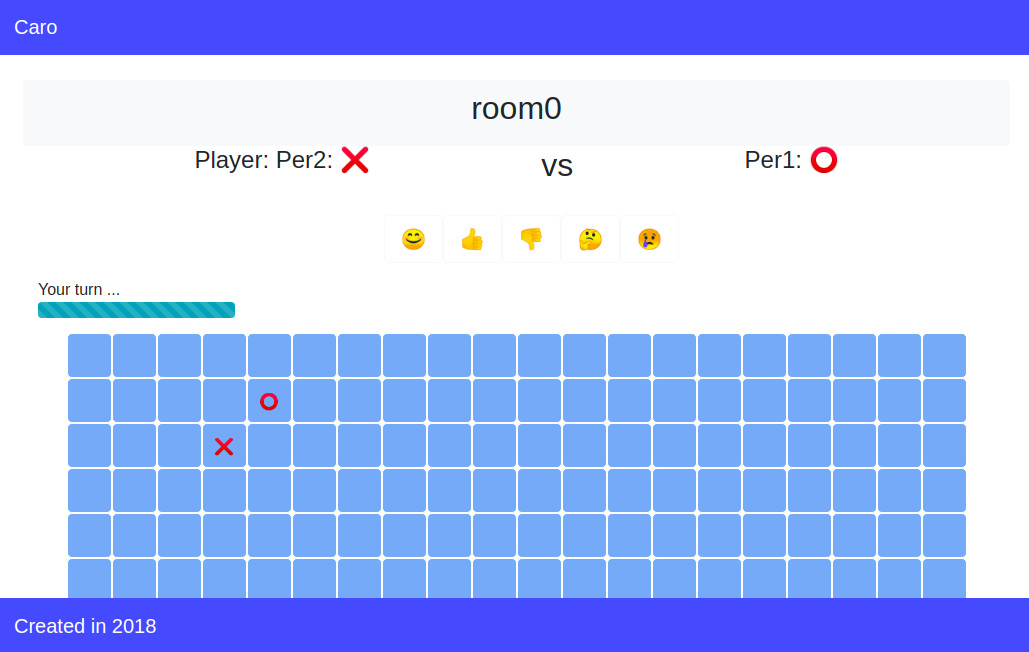 Caro
room0
Player: Per2: ❌ vs Per1: ⭕
Your turn ...
Created in 2018